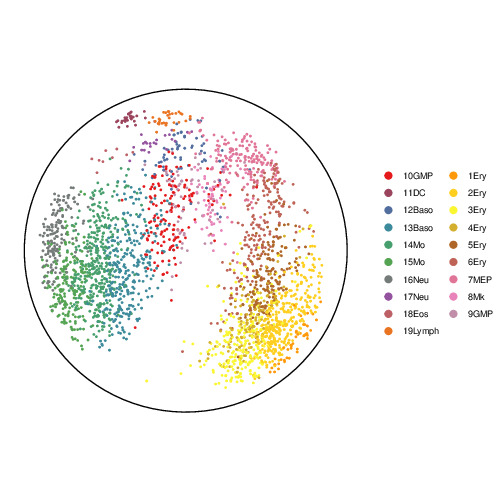 10GMP
11DC
12Baso
13Baso
14Mo
15Mo
16Neu
17Neu
18Eos
19Lymph
1Ery
2Ery
3Ery
4Ery
5Ery
6Ery
7MEP
8Mk
9GMP